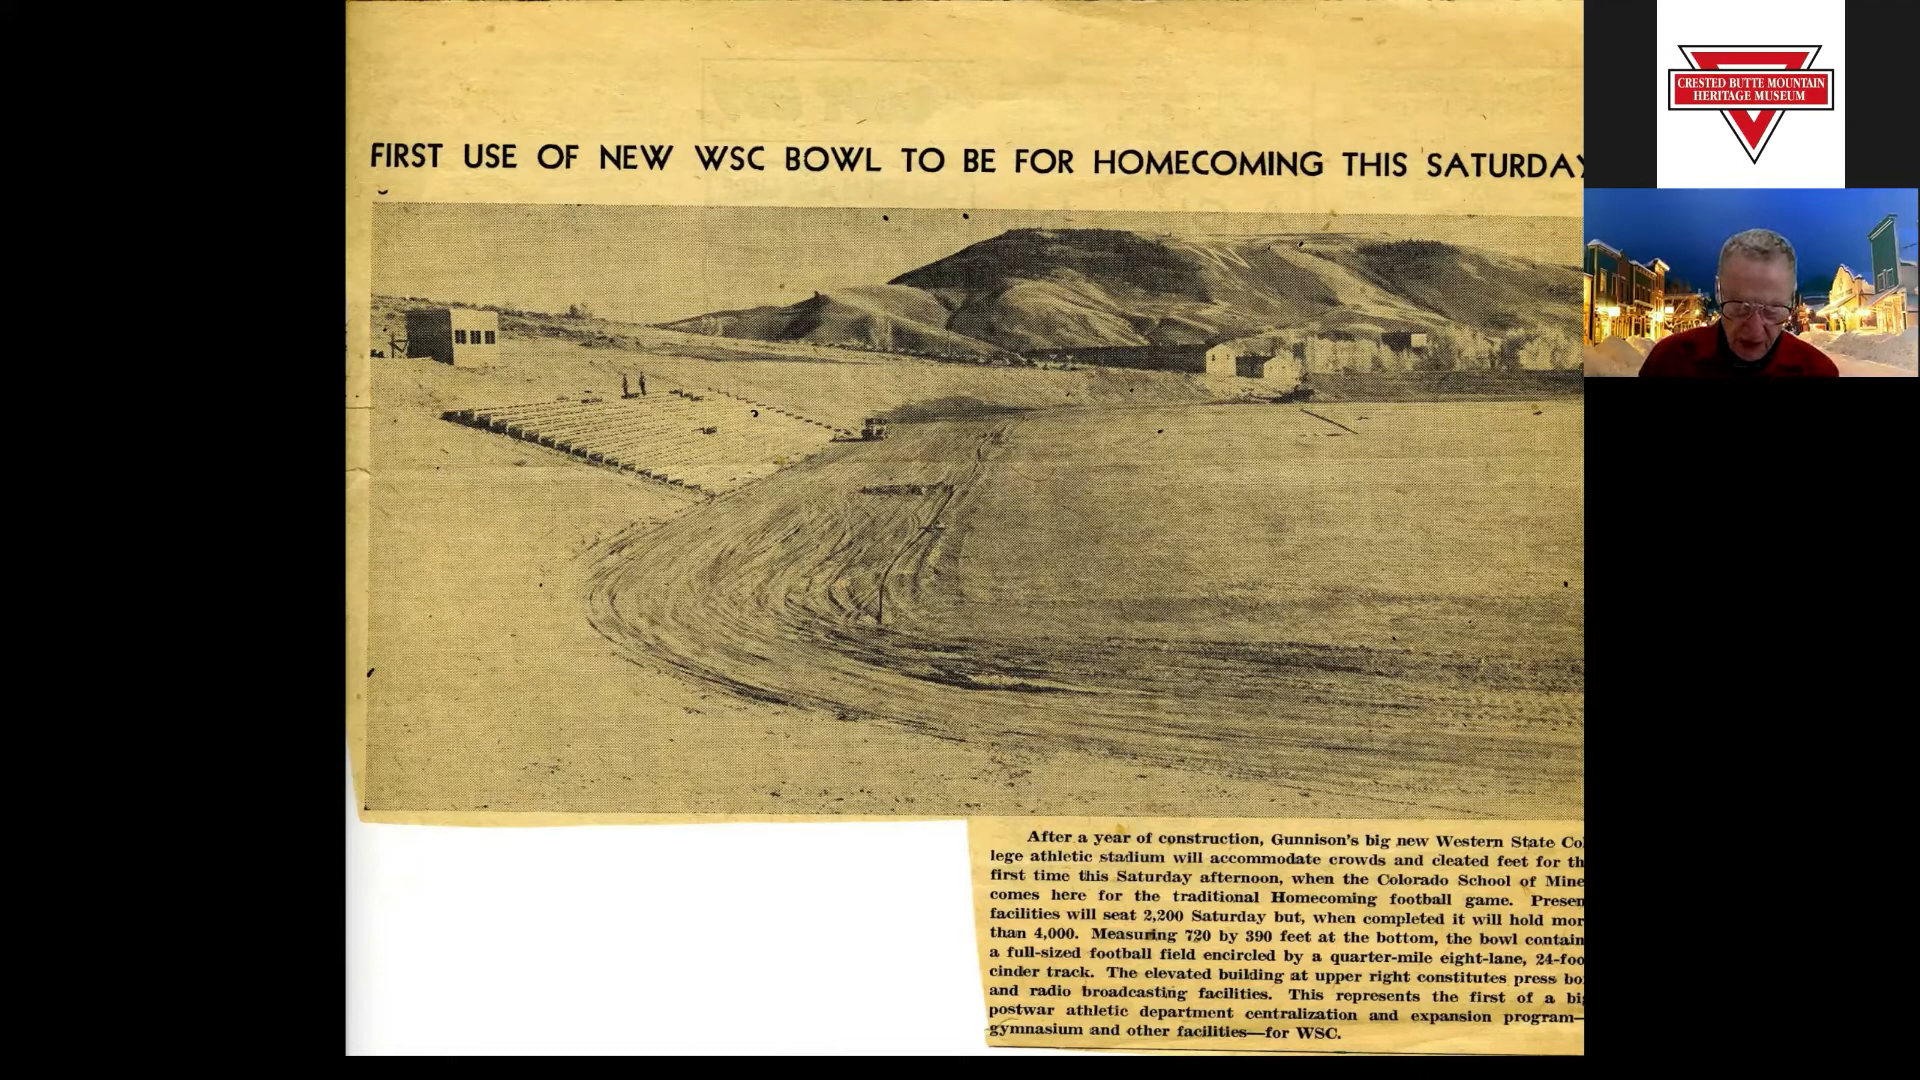 FIRST USE OF NEW WSC BOWL TO BE FOR HOMECOMING THIS SATURDAY
CRESTED BUTTE MOUNTAIN
HERITAGE MUSEUM
W
After a year of construction, Gunnison's big new Western State Col
lege athletic stadium will accommodate crowds and cleated feet for th
first time this Saturday afternoon, when the Colorado School of Mine
comes here for the traditional Homecoming football game. Presen
facilities will seat 2,200 Saturday but, when completed it will hold mor
than 4,000. Measuring 720 by 390 feet at the bottom, the bowl contain
a full-sized football field encircled by a quarter-mile eight-lane, 24-foo
cinder track. The elevated building at upper right constitutes press bo
and radio broadcasting facilities. This represents the first of a bi
postwar athletic department centralization and expansion program—
gymnasium and other facilities—for WSC.